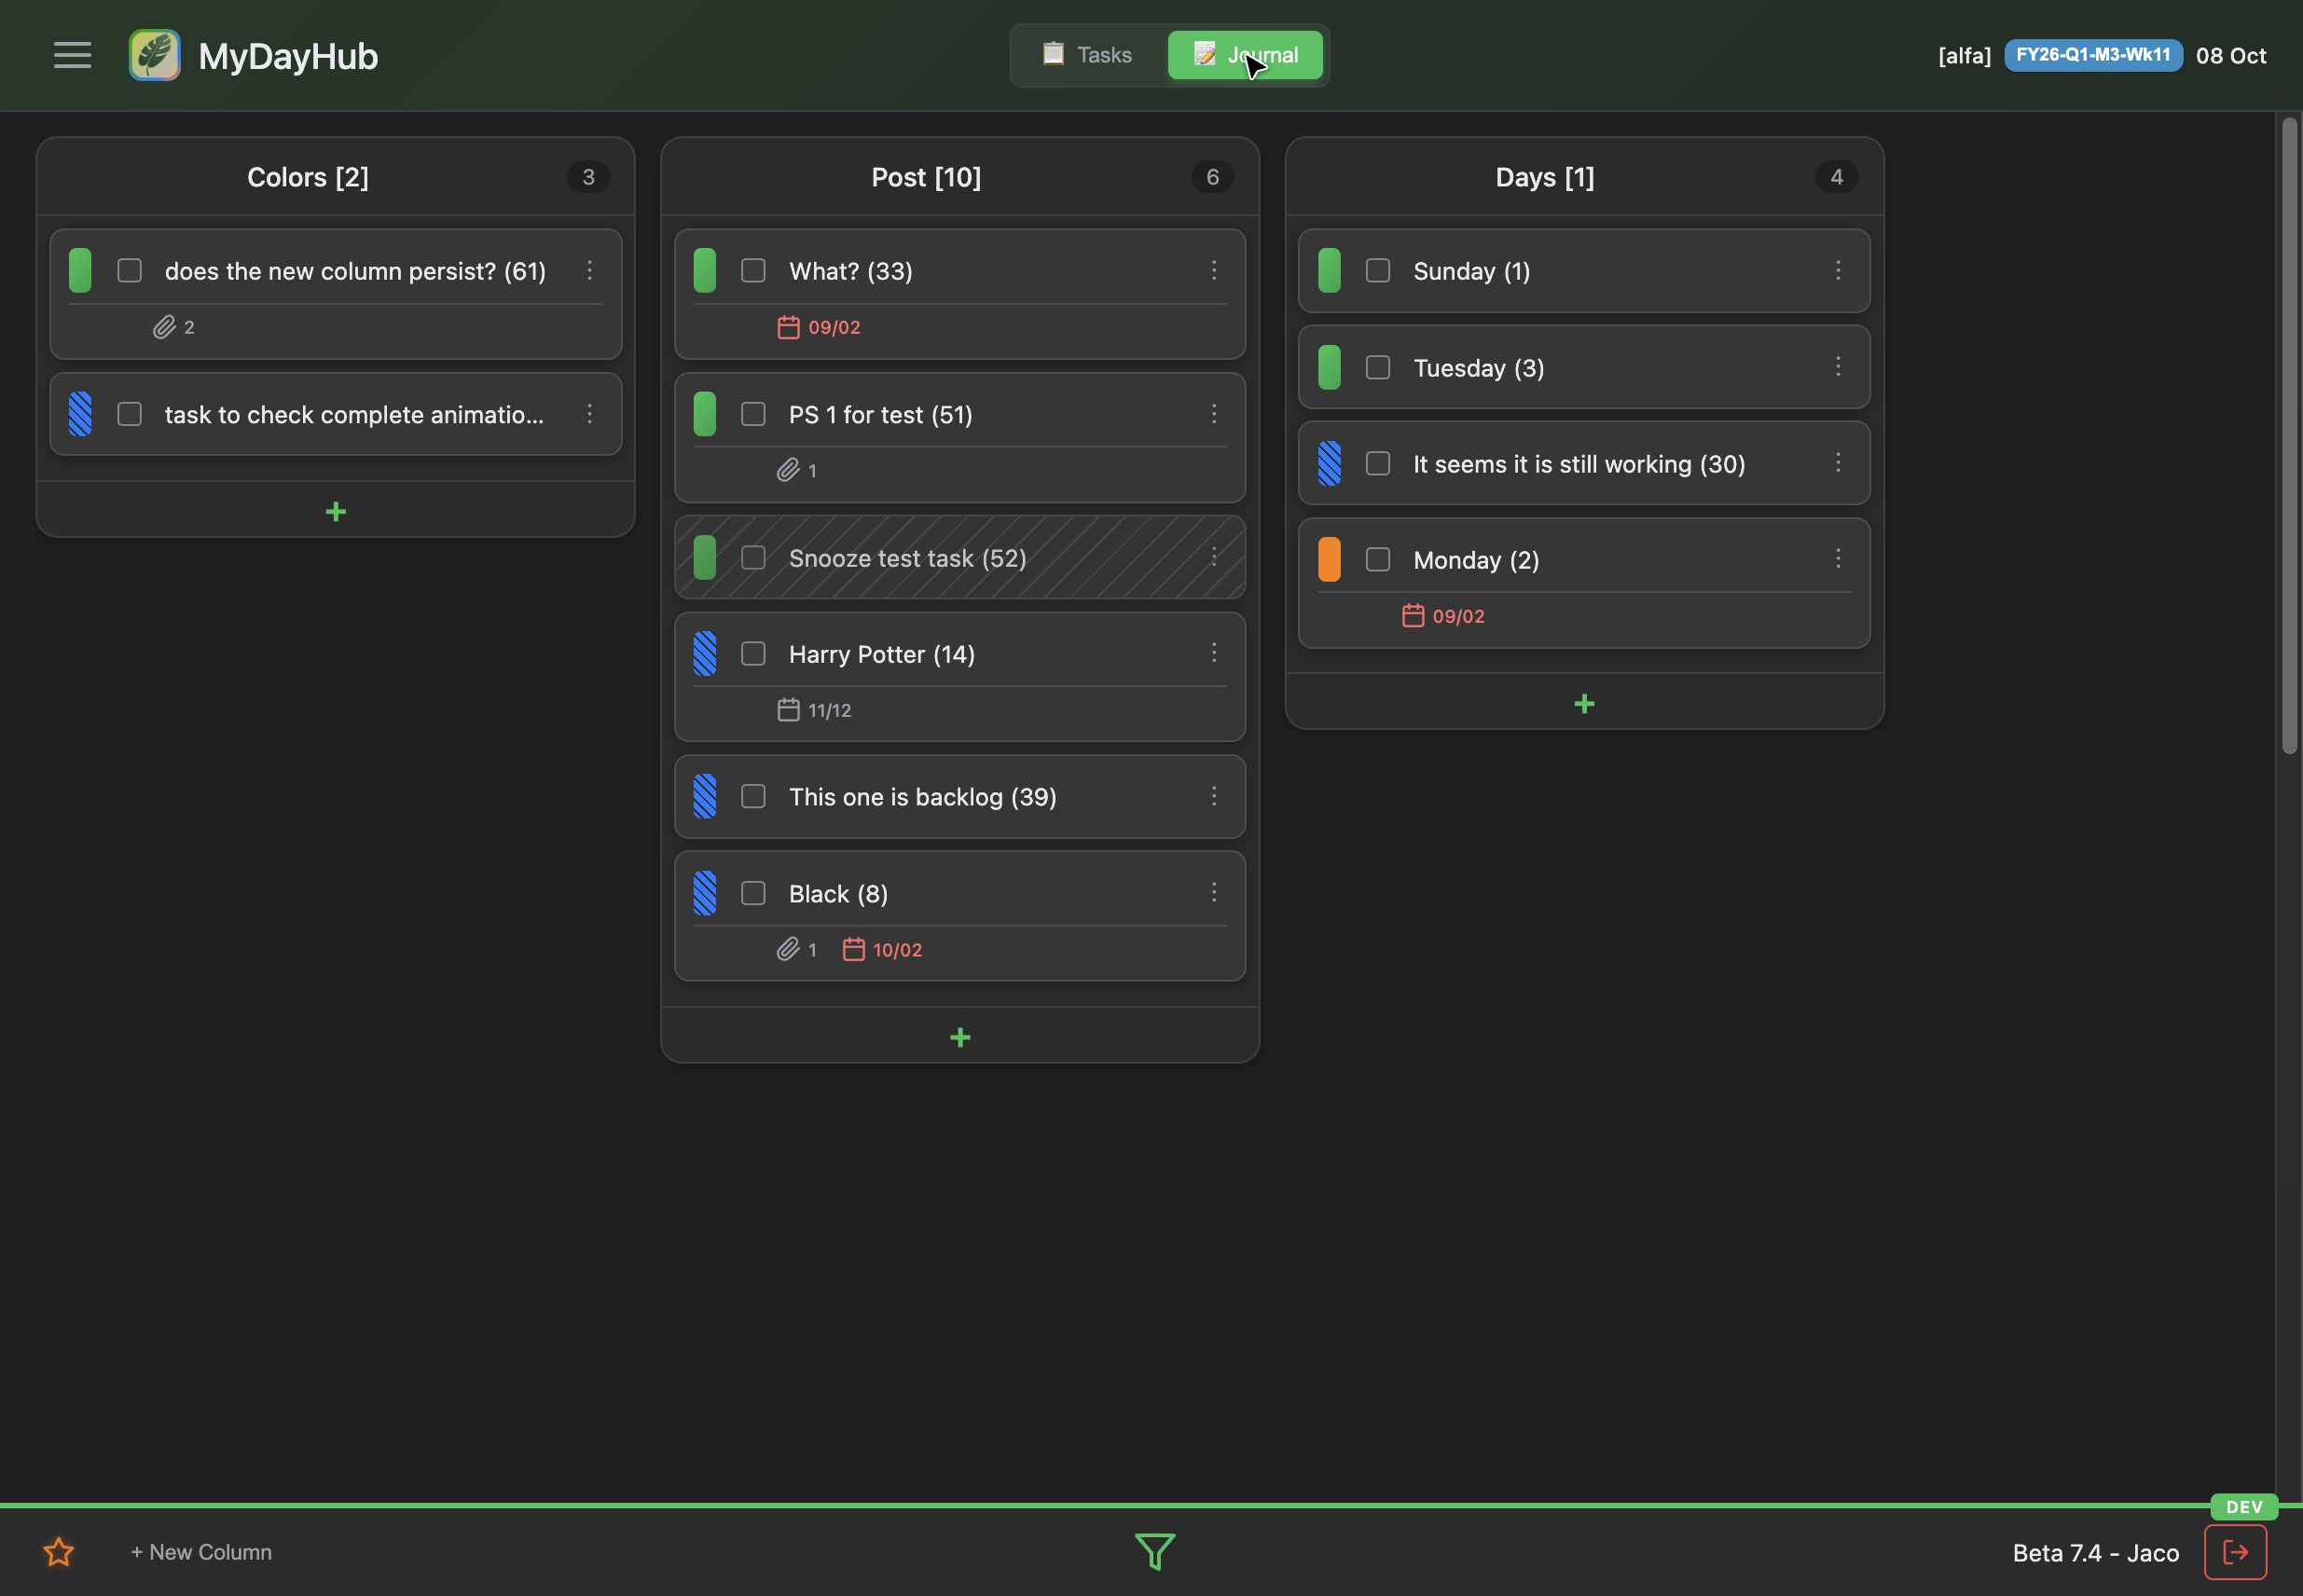 MyDayHub
Tasks
Journal
[alfa] FY26-Q1-M3-Wk11 08 Oct
Colors [2] 3
does the new column persist? (61)
2
task to check complete animatio...
+
Post [10] 6
What? (33)
09/02
PS 1 for test (51)
1
Snooze test task (52)
Harry Potter (14)
11/12
This one is backlog (39)
Black (8)
1 10/02
+
Days [1] 4
Sunday (1)
Tuesday (3)
It seems it is still working (30)
Monday (2)
09/02
+
DEV
+ New Column
Beta 7.4 - Jaco